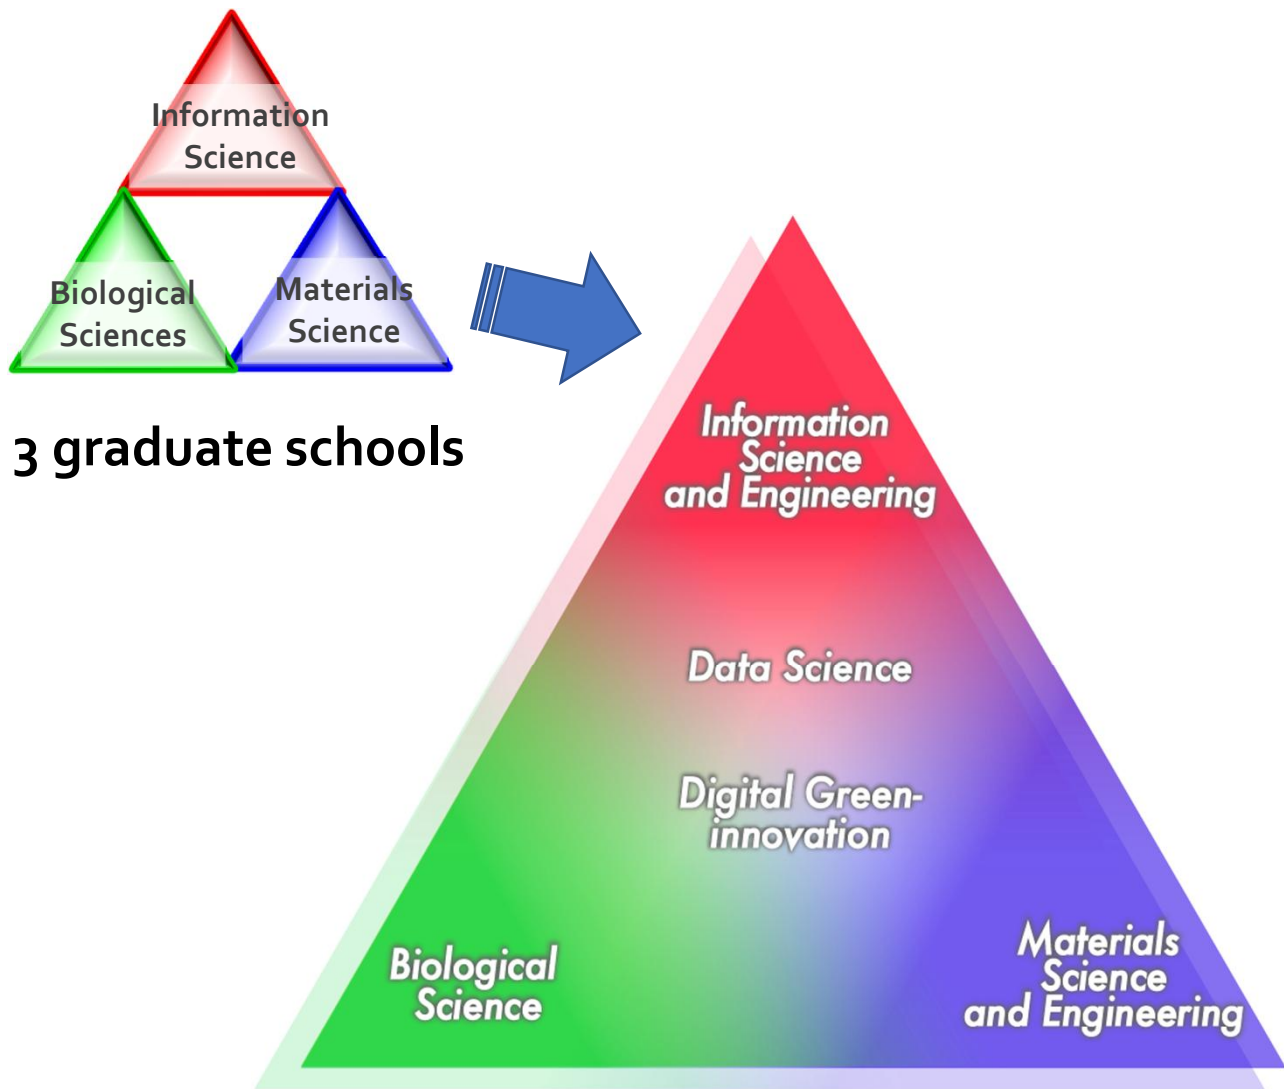 Information
Science
Biological
Sciences
Materials
Science
3 graduate schools
Information
Science
and Engineering
Data Science
Digital Green-
innovation
Biological
Science
Materials
Science
and Engineering